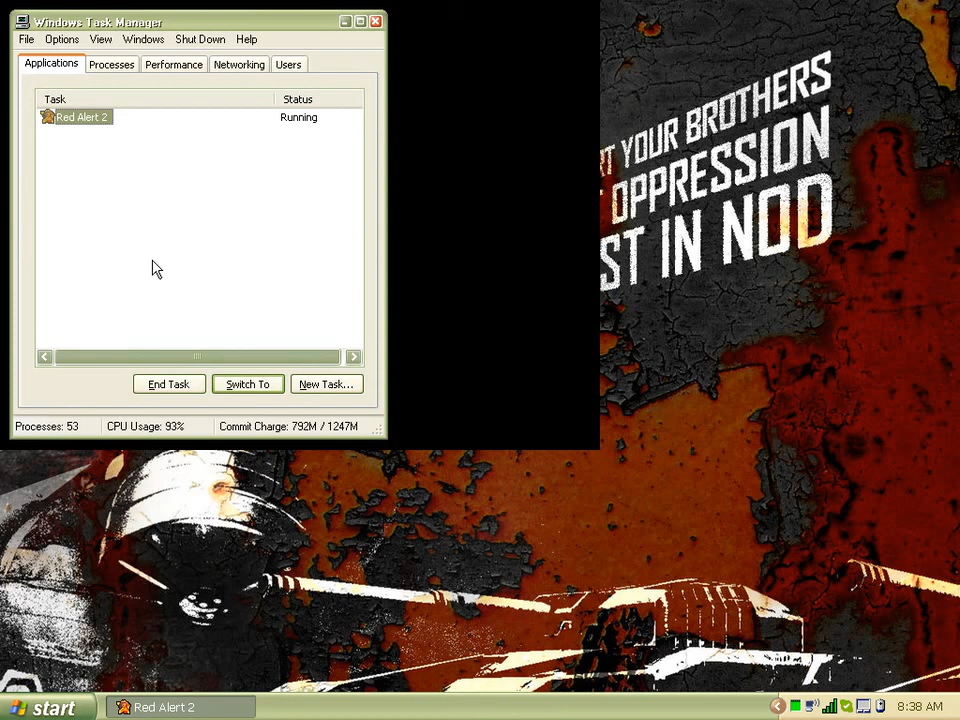 Windows Task Manager
File Options View Windows Shut Down Help
Applications Processes Performance Networking Users
Task Status
Red Alert 2 Running
End Task Switch To New Task...
Processes: 53 CPU Usage: 93% Commit Charge: 792M / 1247M
YOUR BROTHERS
OPPRESSION
IN NOD
start Red Alert 2 8:38 AM